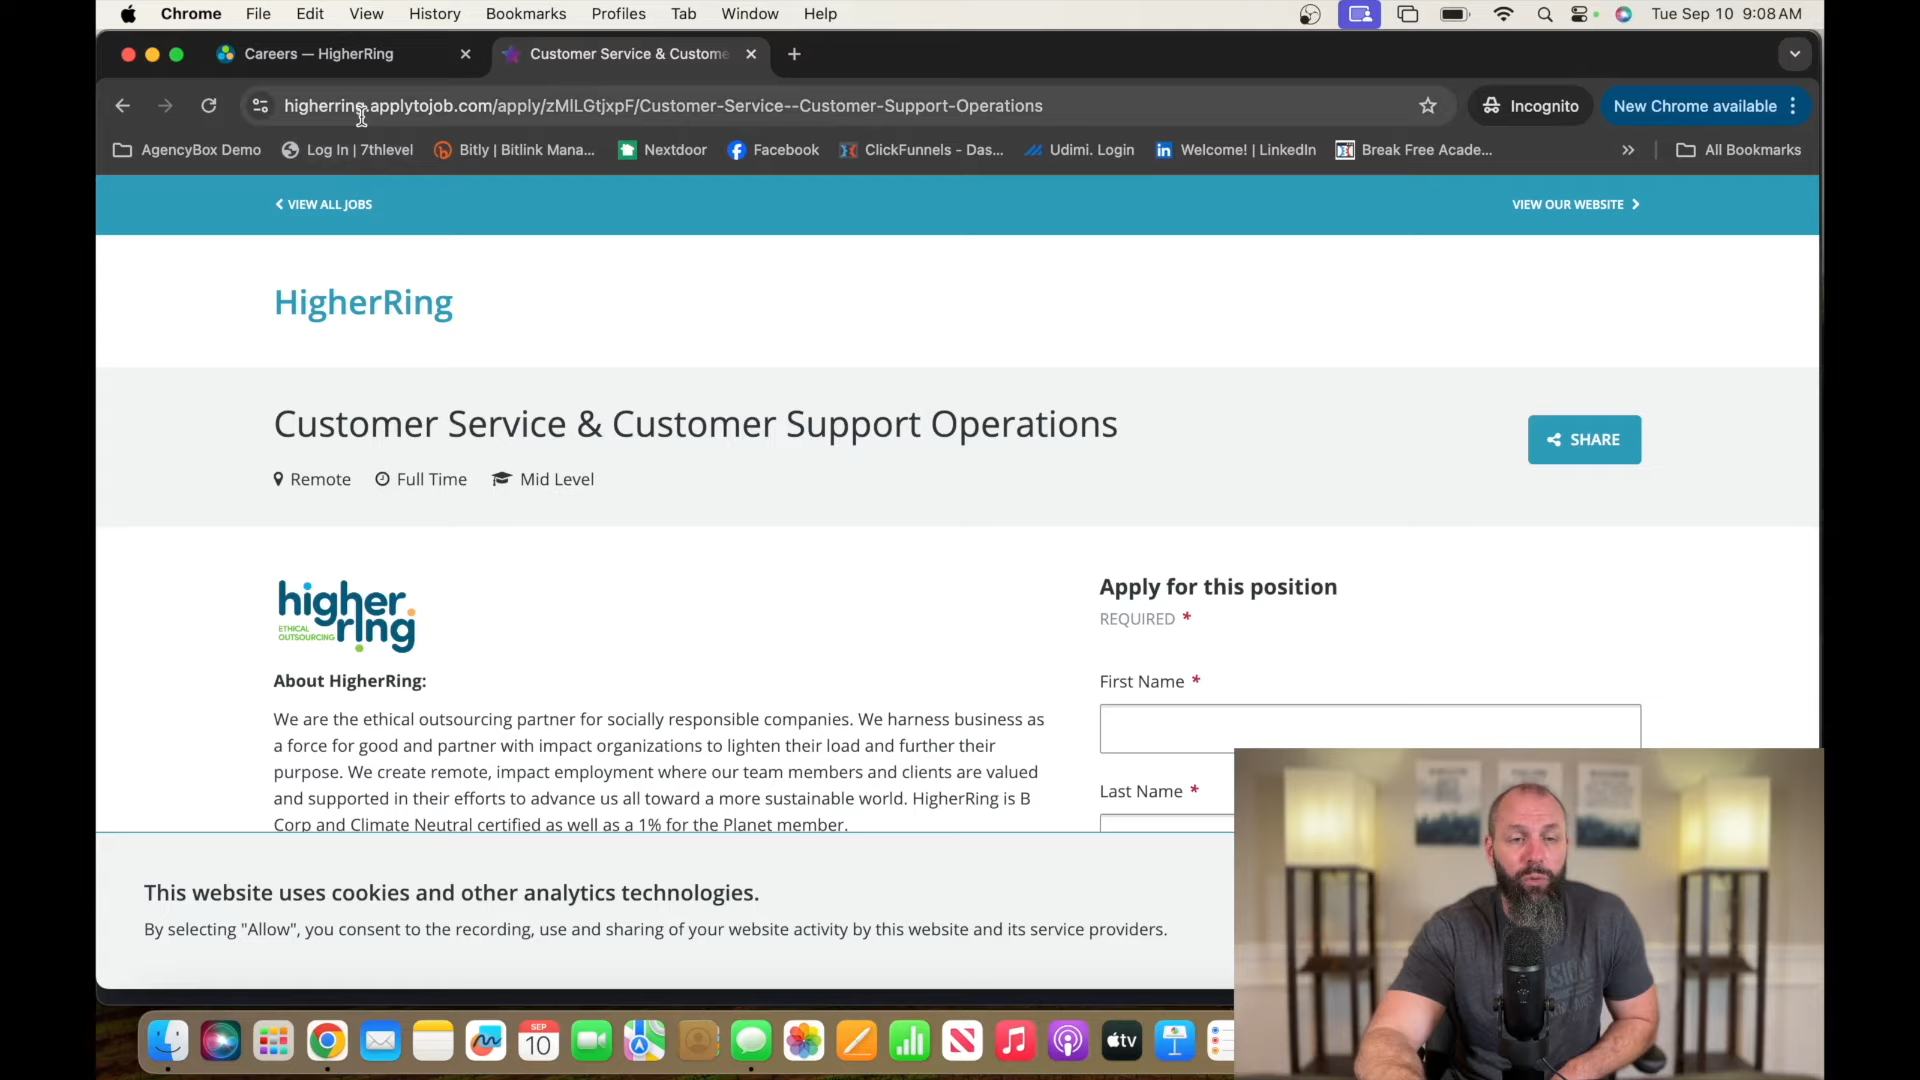 Chrome File Edit View History Bookmarks Profiles Tab Window Help Tue Sep 10 9:08 AM
Careers — HigherRing Customer Service & Custome
higherring.applytojob.com/apply/zMlLGtjxpF/Customer-Service--Customer-Support-Operations Incognito New Chrome available
AgencyBox Demo Log In | 7thlevel Bitly | Bitlink Mana... Nextdoor Facebook ClickFunnels - Das... Udimi. Login Welcome! | LinkedIn Break Free Acade... » All Bookmarks
VIEW ALL JOBS VIEW OUR WEBSITE
HigherRing
Customer Service & Customer Support Operations
SHARE
Remote Full Time Mid Level
higher.
ring
ETHICAL
OUTSOURCING
Apply for this position
REQUIRED *
About HigherRing:
First Name *
We are the ethical outsourcing partner for socially responsible companies. We harness business as
a force for good and partner with impact organizations to lighten their load and further their
purpose. We create remote, impact employment where our team members and clients are valued
and supported in their efforts to advance us all toward a more sustainable world. HigherRing is B
Corp and Climate Neutral certified as well as a 1% for the Planet member.
Last Name *
This website uses cookies and other analytics technologies.
By selecting "Allow", you consent to the recording, use and sharing of your website activity by this website and its service providers.
SEP
10
tv